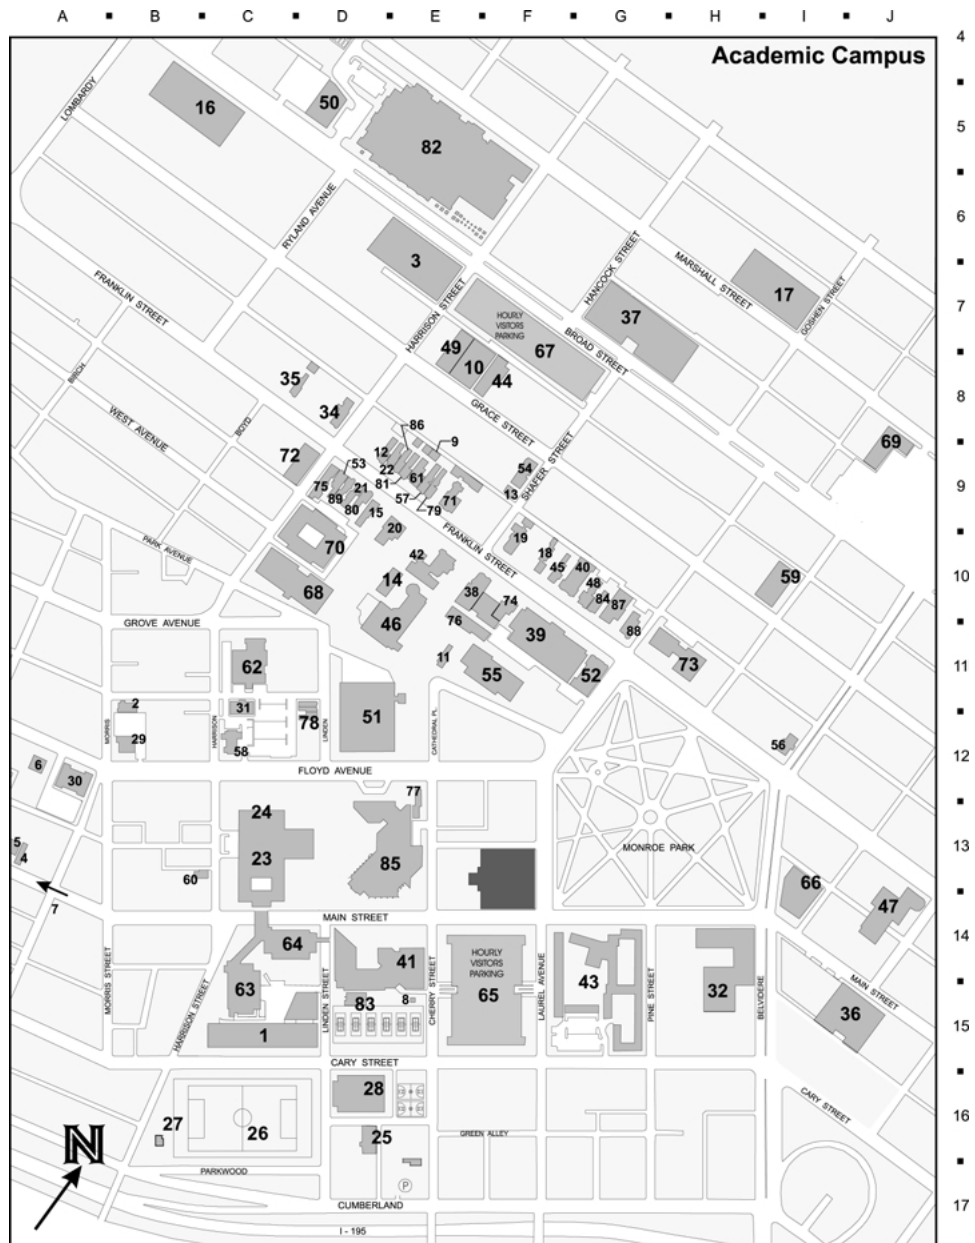 A ■ B ■ C ■ D ■ E ■ F ■ G ■ H ■ I ■ J ■ 4
Academic Campus
■
LOMBARDY
16
50
5
82
■
RYLAND AVENUE
6
3
HANCOCK STREET
MARSHALL STREET
■
FRANKLIN STREET
HARRISON STREET
17
GOSHEN STREET
7
HOURLY
VISITORS
PARKING
37
BROAD STREET
49
10
67
■
BIRCH
35
44
8
WEST AVENUE
34
GRACE STREET
BOYD
86
9
69
■
72
53
12
22
61
SHAFER STREET
54
75
81
9
89
21
57
71
13
80
15
79
20
FRANKLIN STREET
19
■
PARK AVENUE
70
42
18
40
14
45
59
10
68
38
48
74
84
87
46
76
88
■
GROVE AVENUE
39
11
73
11
62
55
52
2
31
78
51
■
MORRIS
HARRISON
LINDEN
CATHEDRAL PL.
29
58
56
12
6
30
FLOYD AVENUE
77
■
24
5
4
23
85
MONROE PARK
13
60
66
7
47
■
MAIN STREET
64
41
HOURLY
VISITORS
PARKING
14
MORRIS STREET
HARRISON STREET
63
LINDEN STREET
83
8
CHERRY STREET
65
LAUREL AVENUE
43
PINE STREET
32
BELVIDERE
MAIN STREET
■
36
1
15
CARY STREET
■
28
CARY STREET
27
26
25
GREEN ALLEY
16
N
PARKWOOD
■
P
CUMBERLAND
17
I - 195